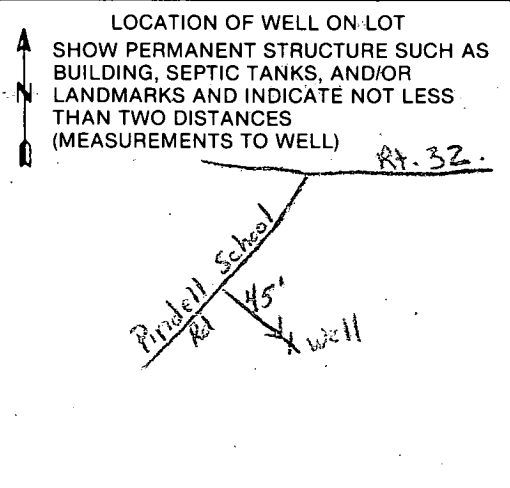 LOCATION OF WELL ON LOT
SHOW PERMANENT STRUCTURE SUCH AS
BUILDING, SEPTIC TANKS, AND/OR
N LANDMARKS AND INDICATE NOT LESS
THAN TWO DISTANCES
(MEASUREMENTS TO WELL)
Rt. 32.
Pindell School
Rd
45'
X well